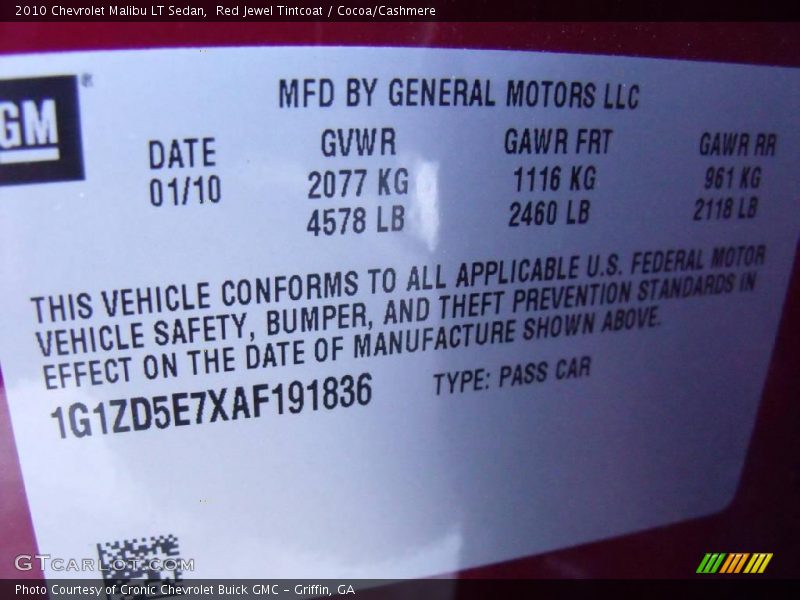 2010 Chevrolet Malibu LT Sedan,  Red Jewel Tintcoat / Cocoa/Cashmere
GM ®
MFD BY GENERAL MOTORS LLC
DATE GVWR GAWR FRT GAWR RR
01/10 2077 KG 1116 KG 961 KG
4578 LB 2460 LB 2118 LB
THIS VEHICLE CONFORMS TO ALL APPLICABLE U.S. FEDERAL MOTOR
VEHICLE SAFETY, BUMPER, AND THEFT PREVENTION STANDARDS IN
EFFECT ON THE DATE OF MANUFACTURE SHOWN ABOVE.
1G1ZD5E7XAF191836 TYPE: PASS CAR
GTcarlot.com
Photo Courtesy of Cronic Chevrolet Buick GMC – Griffin, GA